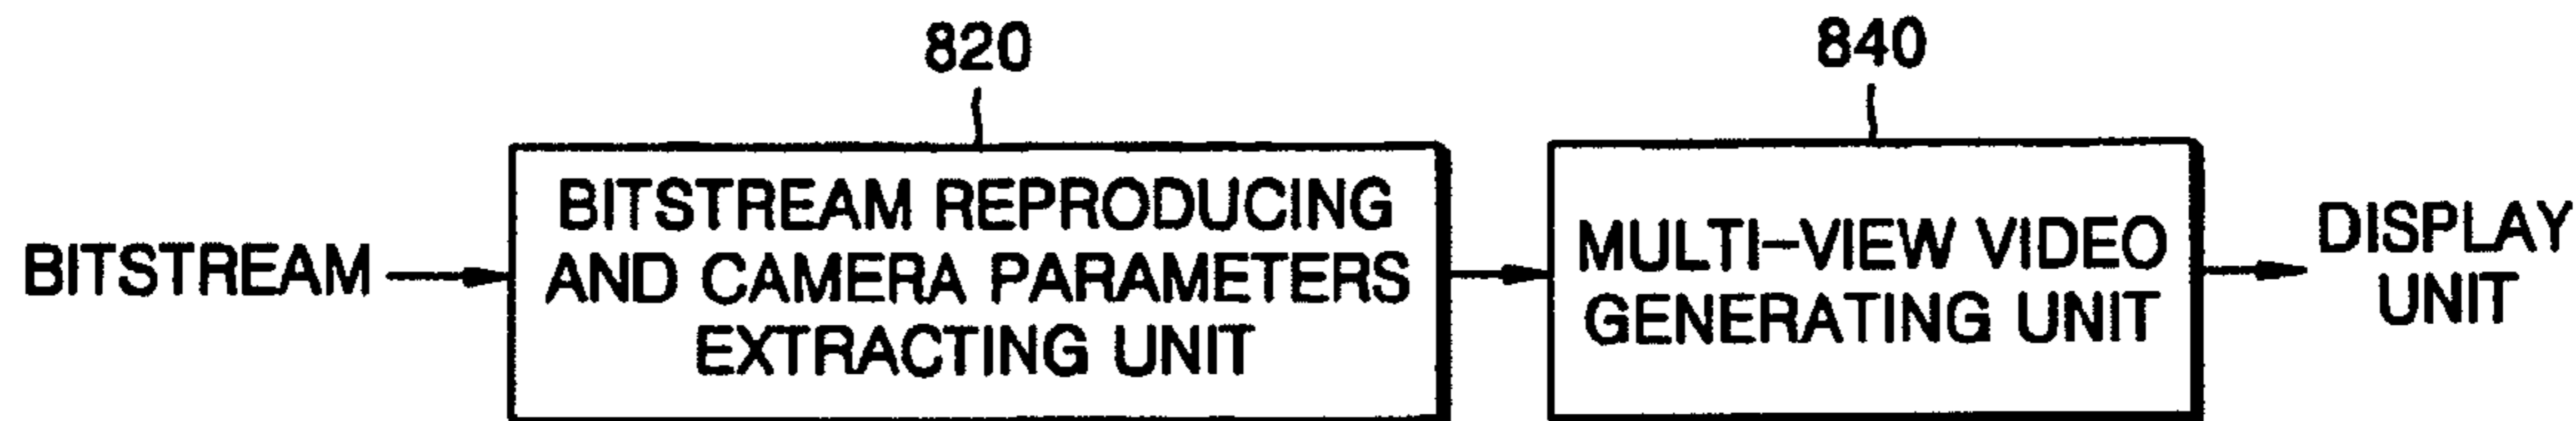 820
840
BITSTREAM
BITSTREAM REPRODUCING
AND CAMERA PARAMETERS
EXTRACTING UNIT
MULTI-VIEW VIDEO
GENERATING UNIT
DISPLAY
UNIT